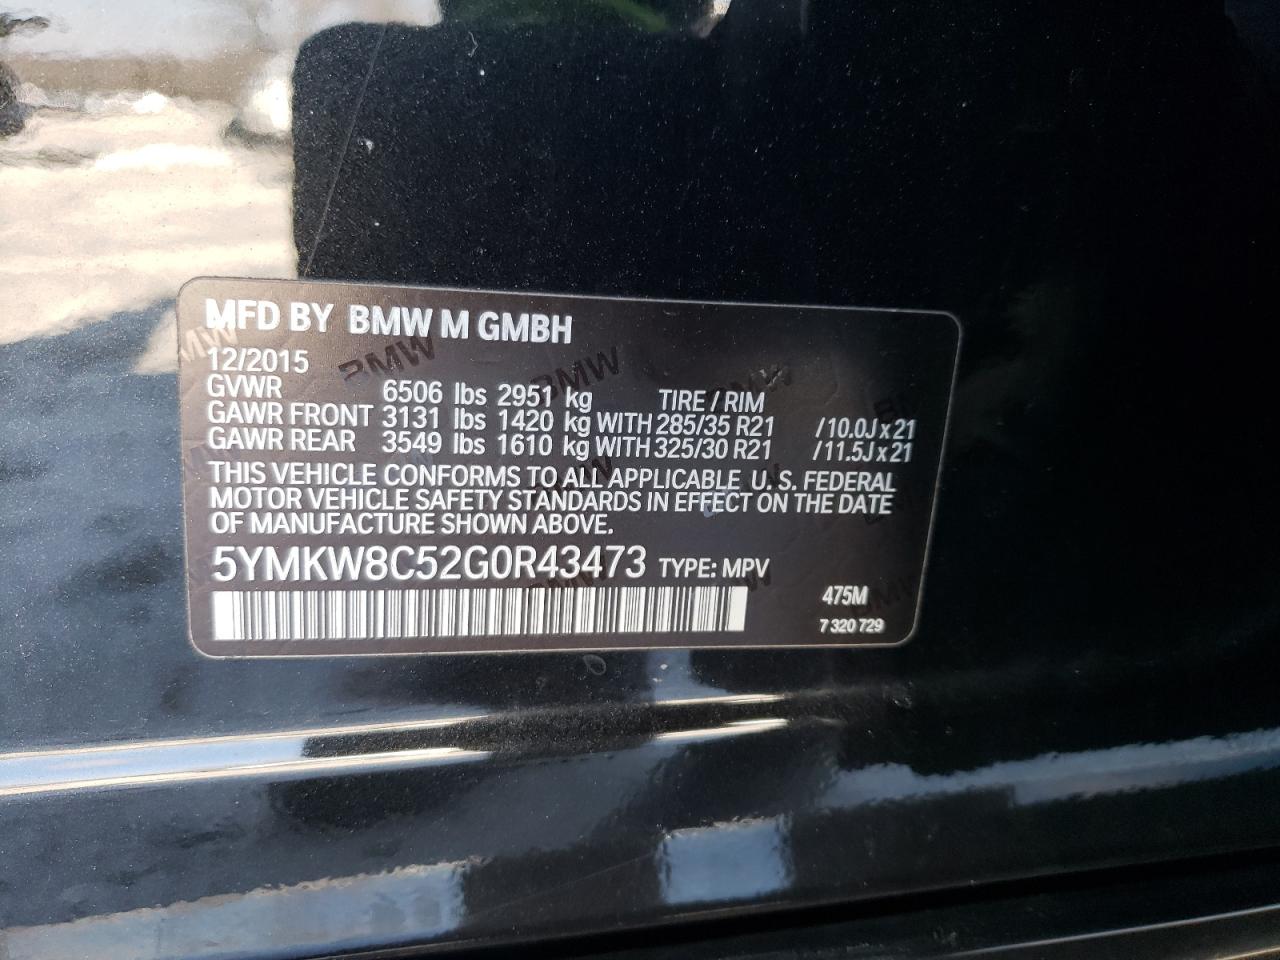 MFD BY BMW M GMBH
12/2015
GVWR 6506 lbs 2951 kg TIRE / RIM
GAWR FRONT 3131 lbs 1420 kg WITH 285/35 R21 /10.0J x 21
GAWR REAR 3549 lbs 1610 kg WITH 325/30 R21 /11.5J x 21
THIS VEHICLE CONFORMS TO ALL APPLICABLE U. S. FEDERAL
MOTOR VEHICLE SAFETY STANDARDS IN EFFECT ON THE DATE
OF MANUFACTURE SHOWN ABOVE.
5YMKW8C52G0R43473 TYPE: MPV
475M
7 320 729